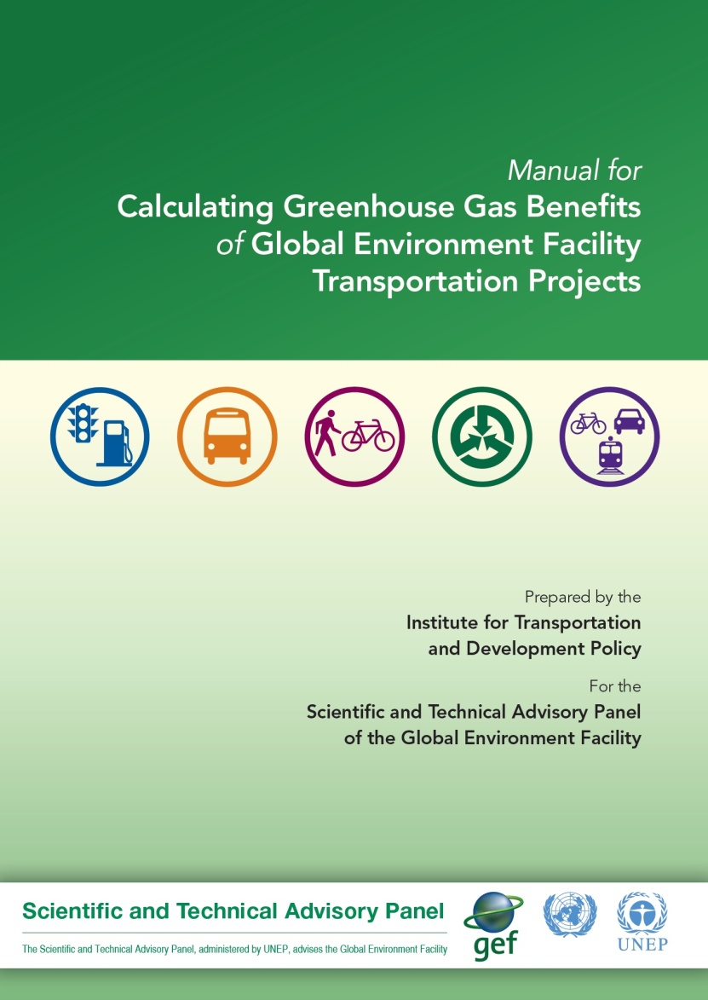 Manual for
Calculating Greenhouse Gas Benefits
of Global Environment Facility
Transportation Projects
Prepared by the
Institute for Transportation
and Development Policy
For the
Scientific and Technical Advisory Panel
of the Global Environment Facility
Scientific and Technical Advisory Panel
The Scientific and Technical Advisory Panel, administered by UNEP, advises the Global Environment Facility
gef
UNEP